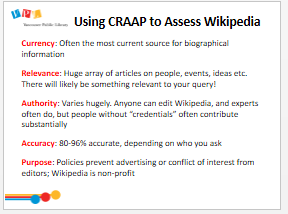 VPL
Vancouver Public Library
Using CRAAP to Assess Wikipedia
Currency: Often the most current source for biographical
information
Relevance: Huge array of articles on people, events, ideas etc.
There will likely be something relevant to your query!
Authority: Varies hugely. Anyone can edit Wikipedia, and experts
often do, but people without “credentials” often contribute
substantially
Accuracy: 80-96% accurate, depending on who you ask
Purpose: Policies prevent advertising or conflict of interest from
editors; Wikipedia is non-profit